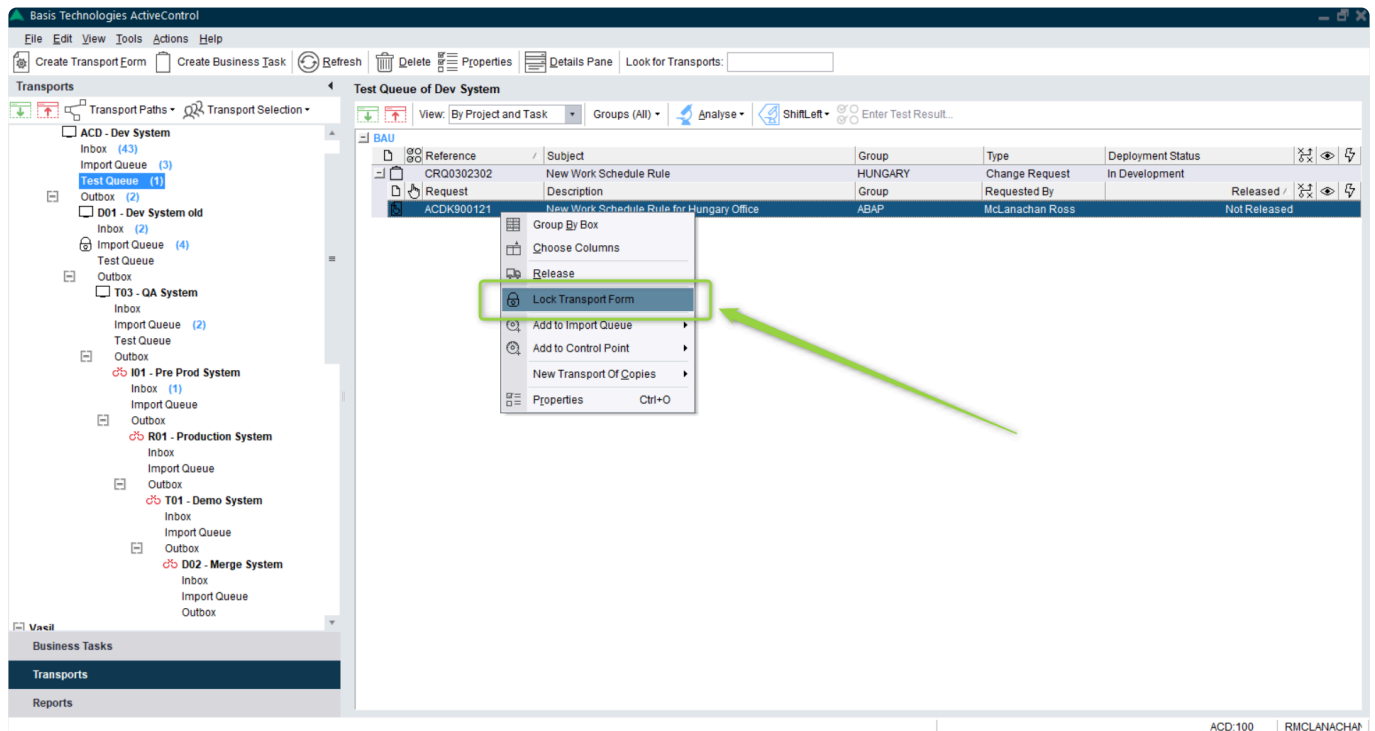 Basis Technologies ActiveControl
File Edit View Tools Actions Help
Create Transport Form Create Business Task Refresh Delete Properties Details Pane Look for Transports:
Transports
Transport Paths Transport Selection
ACD - Dev System
Inbox (43)
Import Queue (3)
Test Queue (1)
Outbox (2)
D01 - Dev System old
Inbox (2)
Import Queue (4)
Test Queue
Outbox
T03 - QA System
Inbox
Import Queue (2)
Test Queue
Outbox
I01 - Pre Prod System
Inbox (1)
Import Queue
Outbox
R01 - Production System
Inbox
Import Queue
Outbox
T01 - Demo System
Inbox
Import Queue
Outbox
D02 - Merge System
Inbox
Import Queue
Outbox
Vasil
Business Tasks
Transports
Reports
Test Queue of Dev System
View: By Project and Task Groups (All) Analyse ShiftLeft Enter Test Result...
BAU
Reference / Subject Group Type Deployment Status
CRQ0302302 New Work Schedule Rule HUNGARY Change Request In Development
Request Description Group Requested By Released /
ACDK900121 New Work Schedule Rule for Hungary Office ABAP McLanachan Ross Not Released
Group By Box
Choose Columns
Release
Lock Transport Form
Add to Import Queue
Add to Control Point
New Transport Of Copies
Properties Ctrl+O
ACD:100 RMCLANACHAN